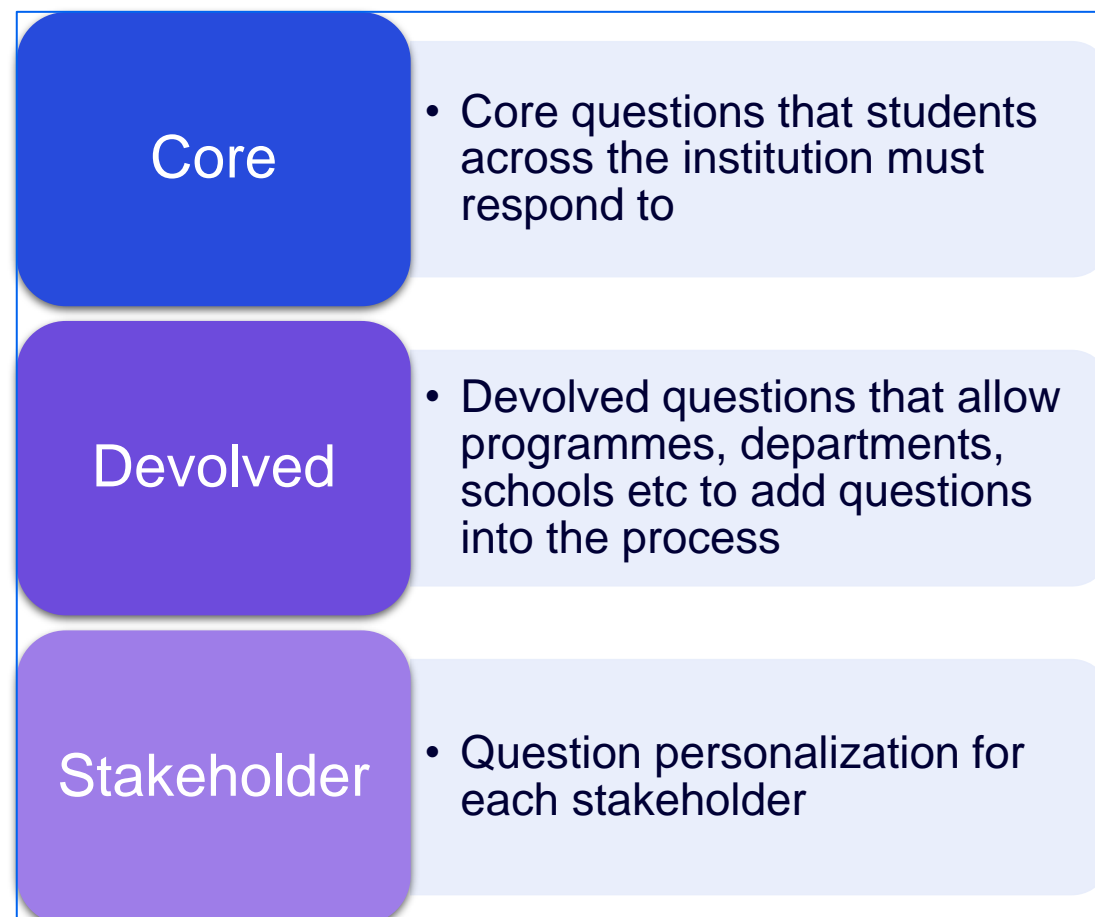 Core
• Core questions that students
across the institution must
respond to
Devolved
• Devolved questions that allow
programmes, departments,
schools etc to add questions
into the process
Stakeholder
• Question personalization for
each stakeholder